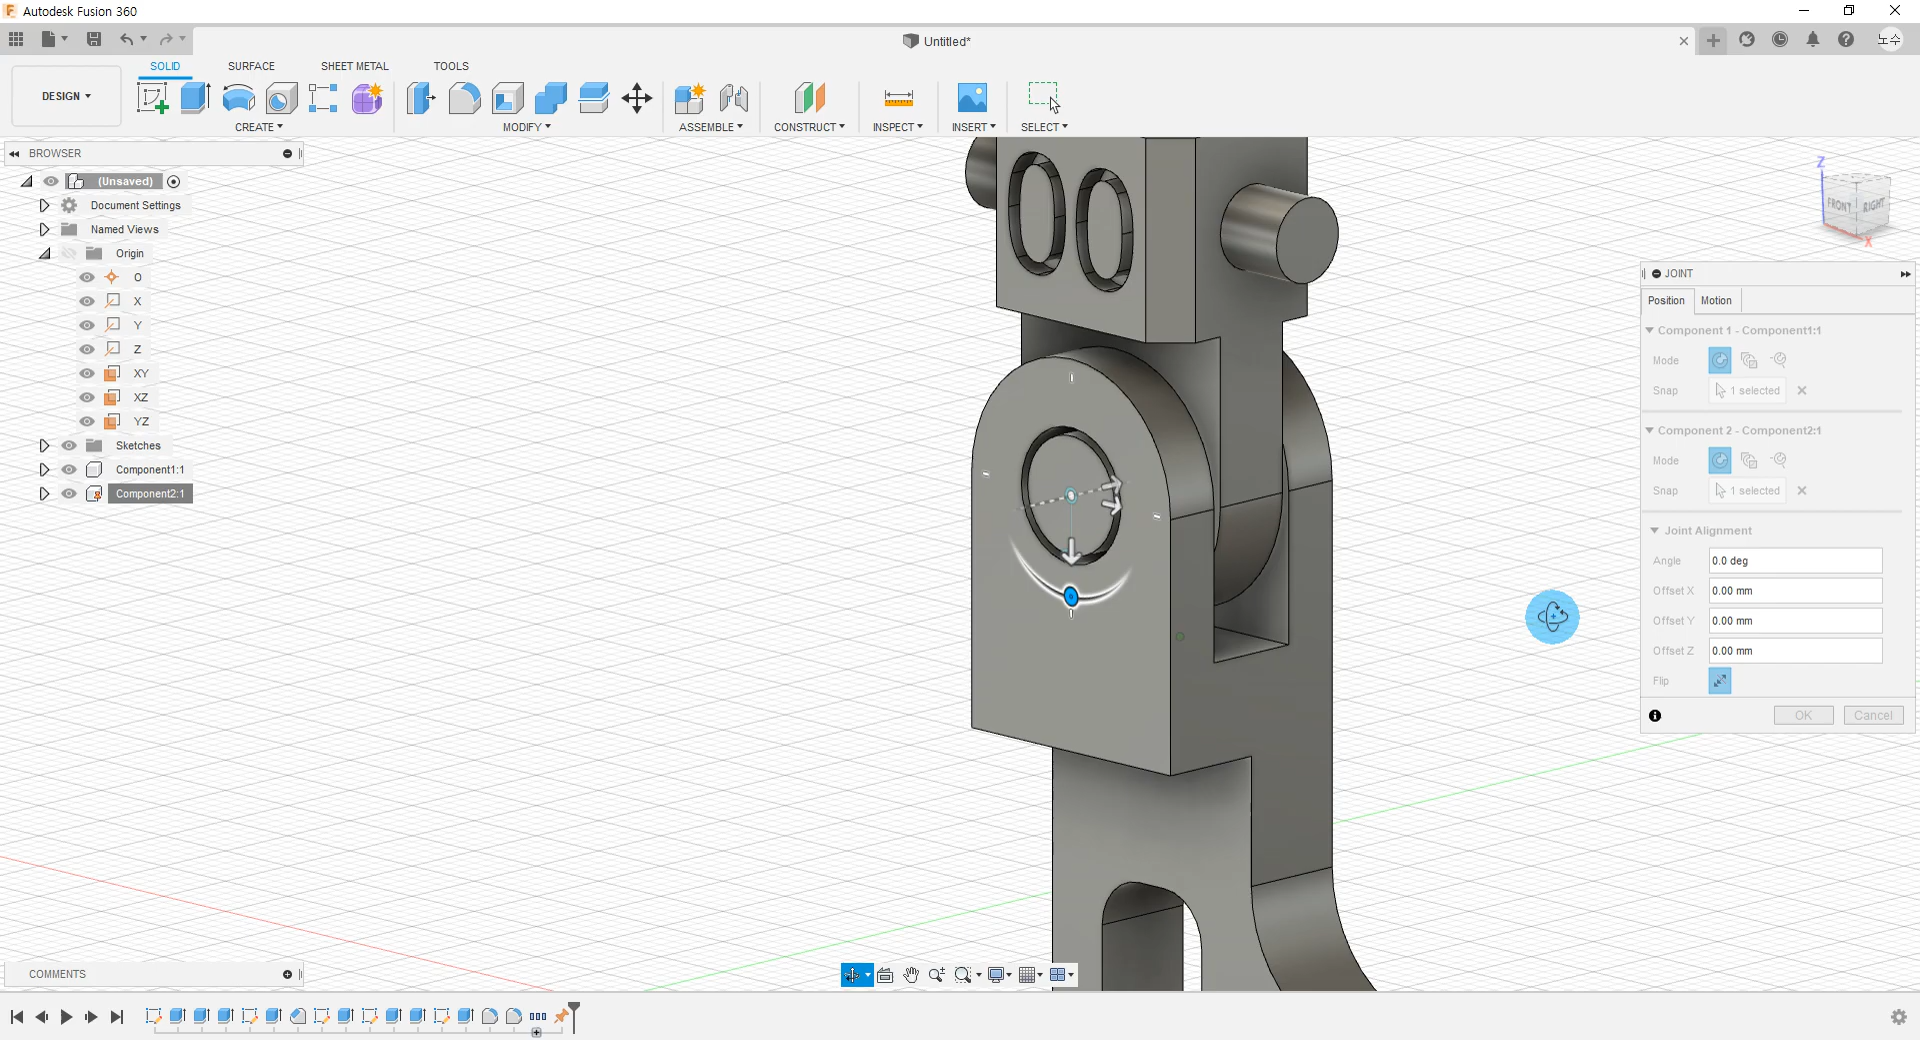 Autodesk Fusion 360
Untitled*
노수
DESIGN
SOLID
SURFACE
SHEET METAL
TOOLS
CREATE
MODIFY
ASSEMBLE
CONSTRUCT
INSPECT
INSERT
SELECT
BROWSER
(Unsaved)
Document Settings
Named Views
Origin
O
X
Y
Z
XY
XZ
YZ
Sketches
Component1:1
Component2:1
Z
FRONT
RIGHT
X
JOINT
Position
Motion
Component 1 - Component1:1
Mode
Snap
1 selected
Component 2 - Component2:1
Mode
Snap
1 selected
Joint Alignment
Angle
0.0 deg
Offset X
0.00 mm
Offset Y
0.00 mm
Offset Z
0.00 mm
Flip
OK
Cancel
COMMENTS